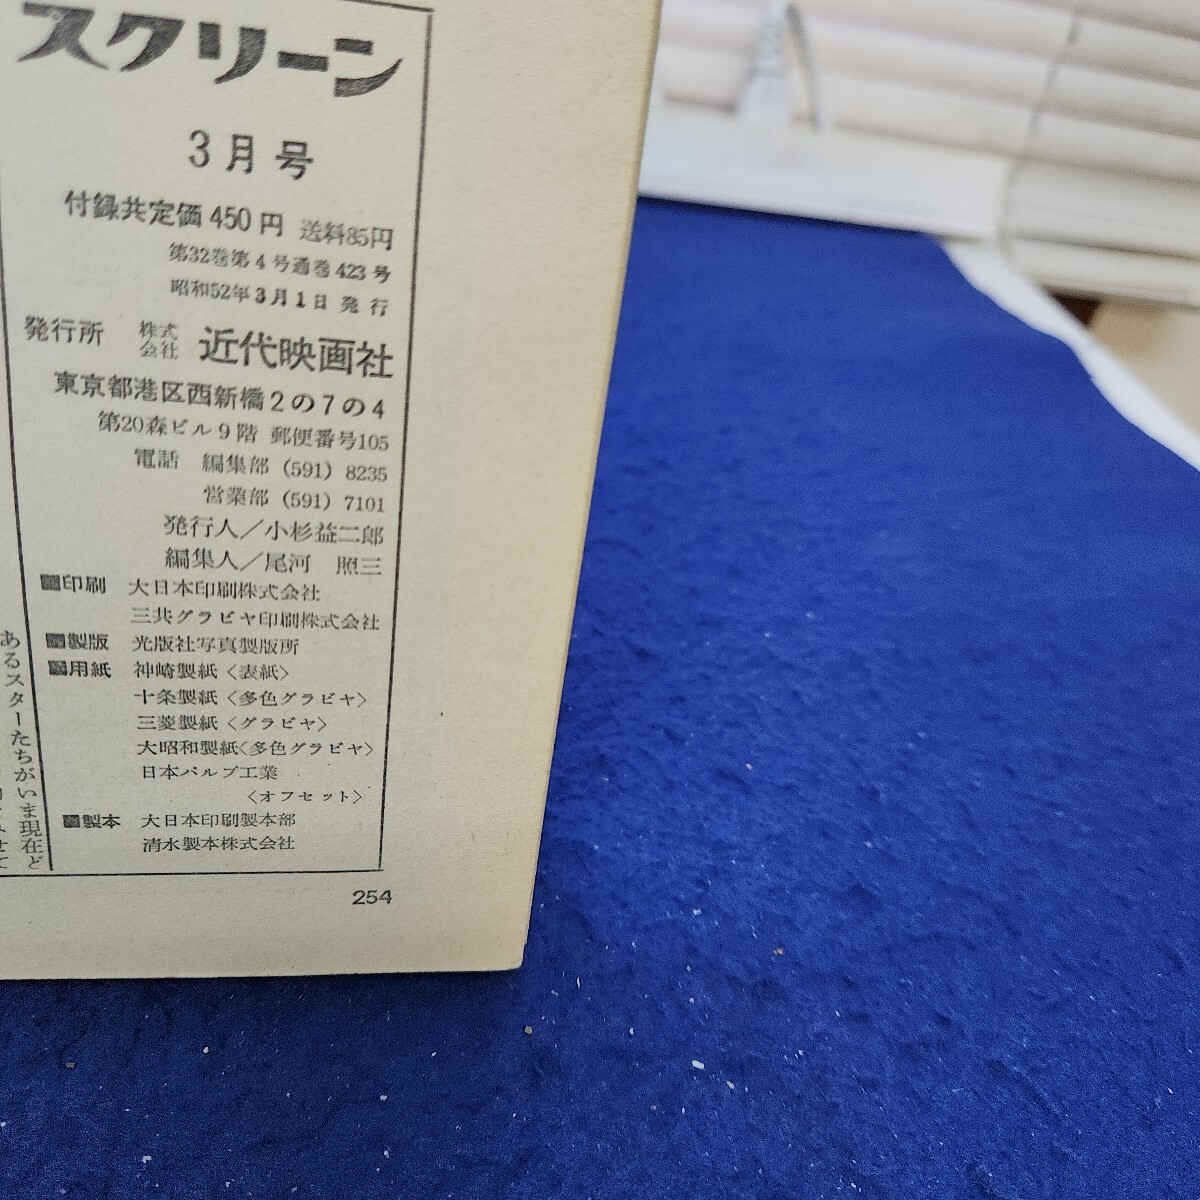 スクリーン
3月号
付録共定価450円 送料85円
第32巻第4号通巻423号
昭和52年3月1日発行
発行所 株式会社 近代映画社
東京都港区西新橋2の7の4
第20森ビル9階 郵便番号105
電話 編集部 (591) 8235
営業部 (591) 7101
発行人／小杉益二郎
編集人／尾河 照三
印刷 大日本印刷株式会社
三共グラビヤ印刷株式会社
製版 光版社写真製版所
用紙 神崎製紙〈表紙〉
十条製紙〈多色グラビヤ〉
三菱製紙〈グラビヤ〉
大昭和製紙〈多色グラビヤ〉
日本パルプ工業
〈オフセット〉
製本 大日本印刷製本部
清水製本株式会社
あるスターたちがいま現在ど
254